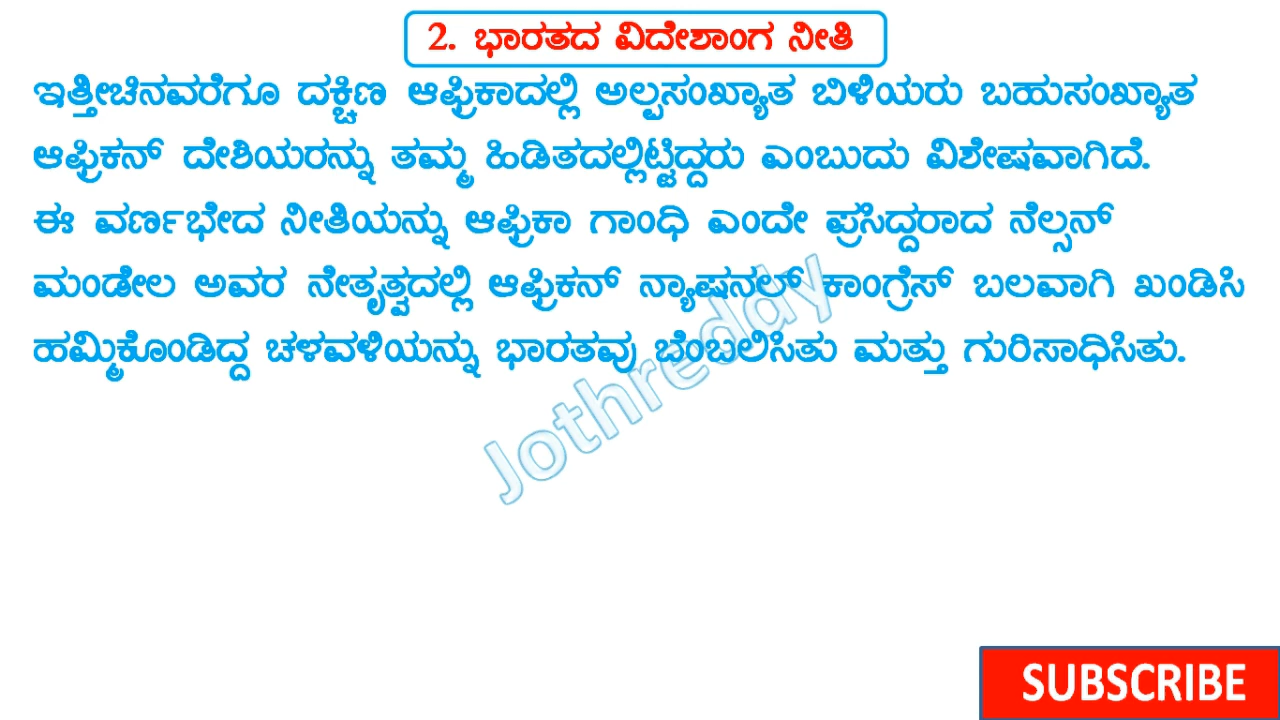 2. ಭಾರತದ ವಿದೇಶಾಂಗ ನೀತಿ
ಇತ್ತೀಚಿನವರೆಗೂ ದಕ್ಷಿಣ ಆಫ್ರಿಕಾದಲ್ಲಿ ಅಲ್ಪಸಂಖ್ಯಾತ ಬಿಳಿಯರು ಬಹುಸಂಖ್ಯಾತ
ಆಫ್ರಿಕನ್ ದೇಶಿಯರನ್ನು ತಮ್ಮ ಹಿಡಿತದಲ್ಲಿಟ್ಟಿದ್ದರು ಎಂಬುದು ವಿಶೇಷವಾಗಿದೆ.
ಈ ವರ್ಣಭೇದ ನೀತಿಯನ್ನು ಆಫ್ರಿಕಾ ಗಾಂಧಿ ಎಂದೇ ಪ್ರಸಿದ್ದರಾದ ನೆಲ್ಸನ್
ಮಂಡೇಲ ಅವರ ನೇತೃತ್ವದಲ್ಲಿ ಆಫ್ರಿಕನ್ ನ್ಯಾಷನಲ್ ಕಾಂಗ್ರೆಸ್ ಬಲವಾಗಿ ಖಂಡಿಸಿ
ಹಮ್ಮಿಕೊಂಡಿದ್ದ ಚಳವಳಿಯನ್ನು ಭಾರತವು ಬೆಂಬಲಿಸಿತು ಮತ್ತು ಗುರಿಸಾಧಿಸಿತು.
Jothreddy
SUBSCRIBE